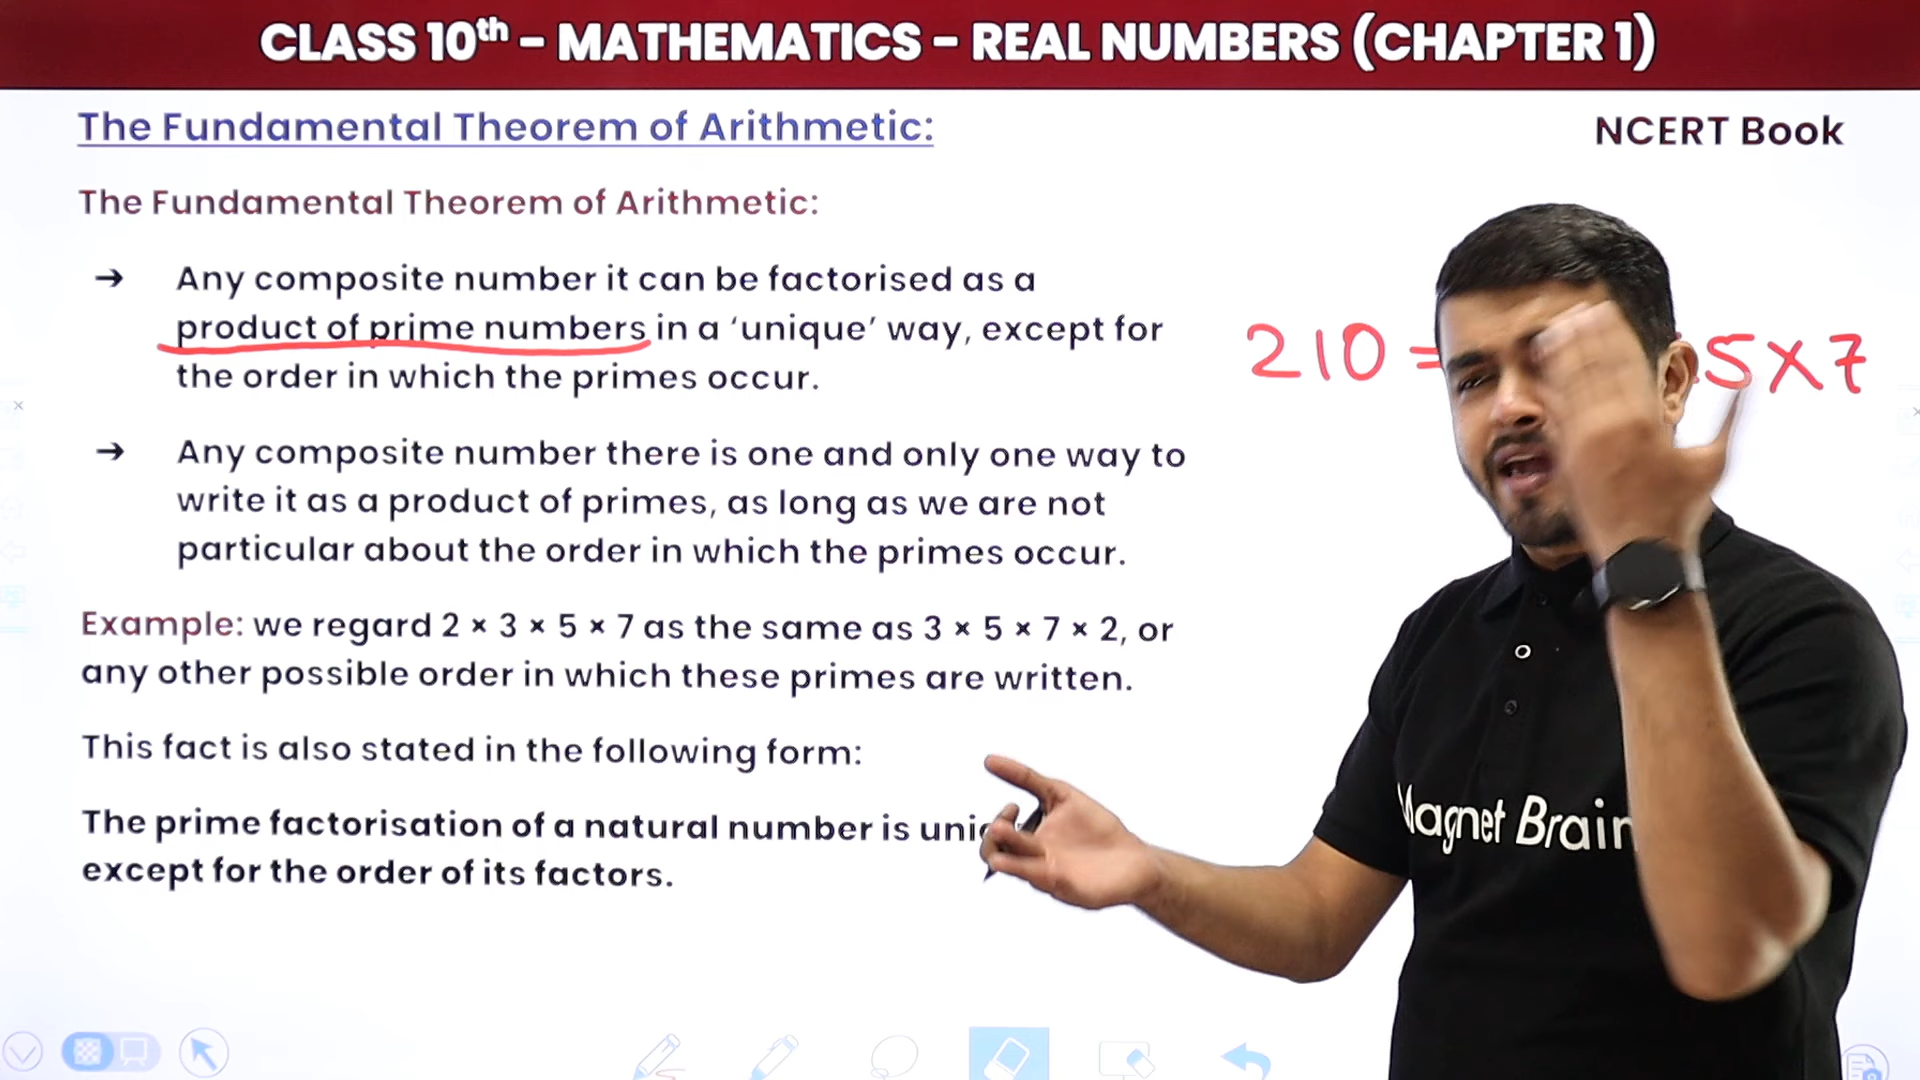 CLASS 10th - MATHEMATICS - REAL NUMBERS (CHAPTER 1)
The Fundamental Theorem of Arithmetic:
NCERT Book
The Fundamental Theorem of Arithmetic:
➔ Any composite number it can be factorised as a
product of prime numbers in a ‘unique’ way, except for
the order in which the primes occur.
210 = 5 × 7
➔ Any composite number there is one and only one way to
write it as a product of primes, as long as we are not
particular about the order in which the primes occur.
Example: we regard 2 × 3 × 5 × 7 as the same as 3 × 5 × 7 × 2, or
any other possible order in which these primes are written.
This fact is also stated in the following form:
The prime factorisation of a natural number is
except for the order of its factors.
Magnet Brain